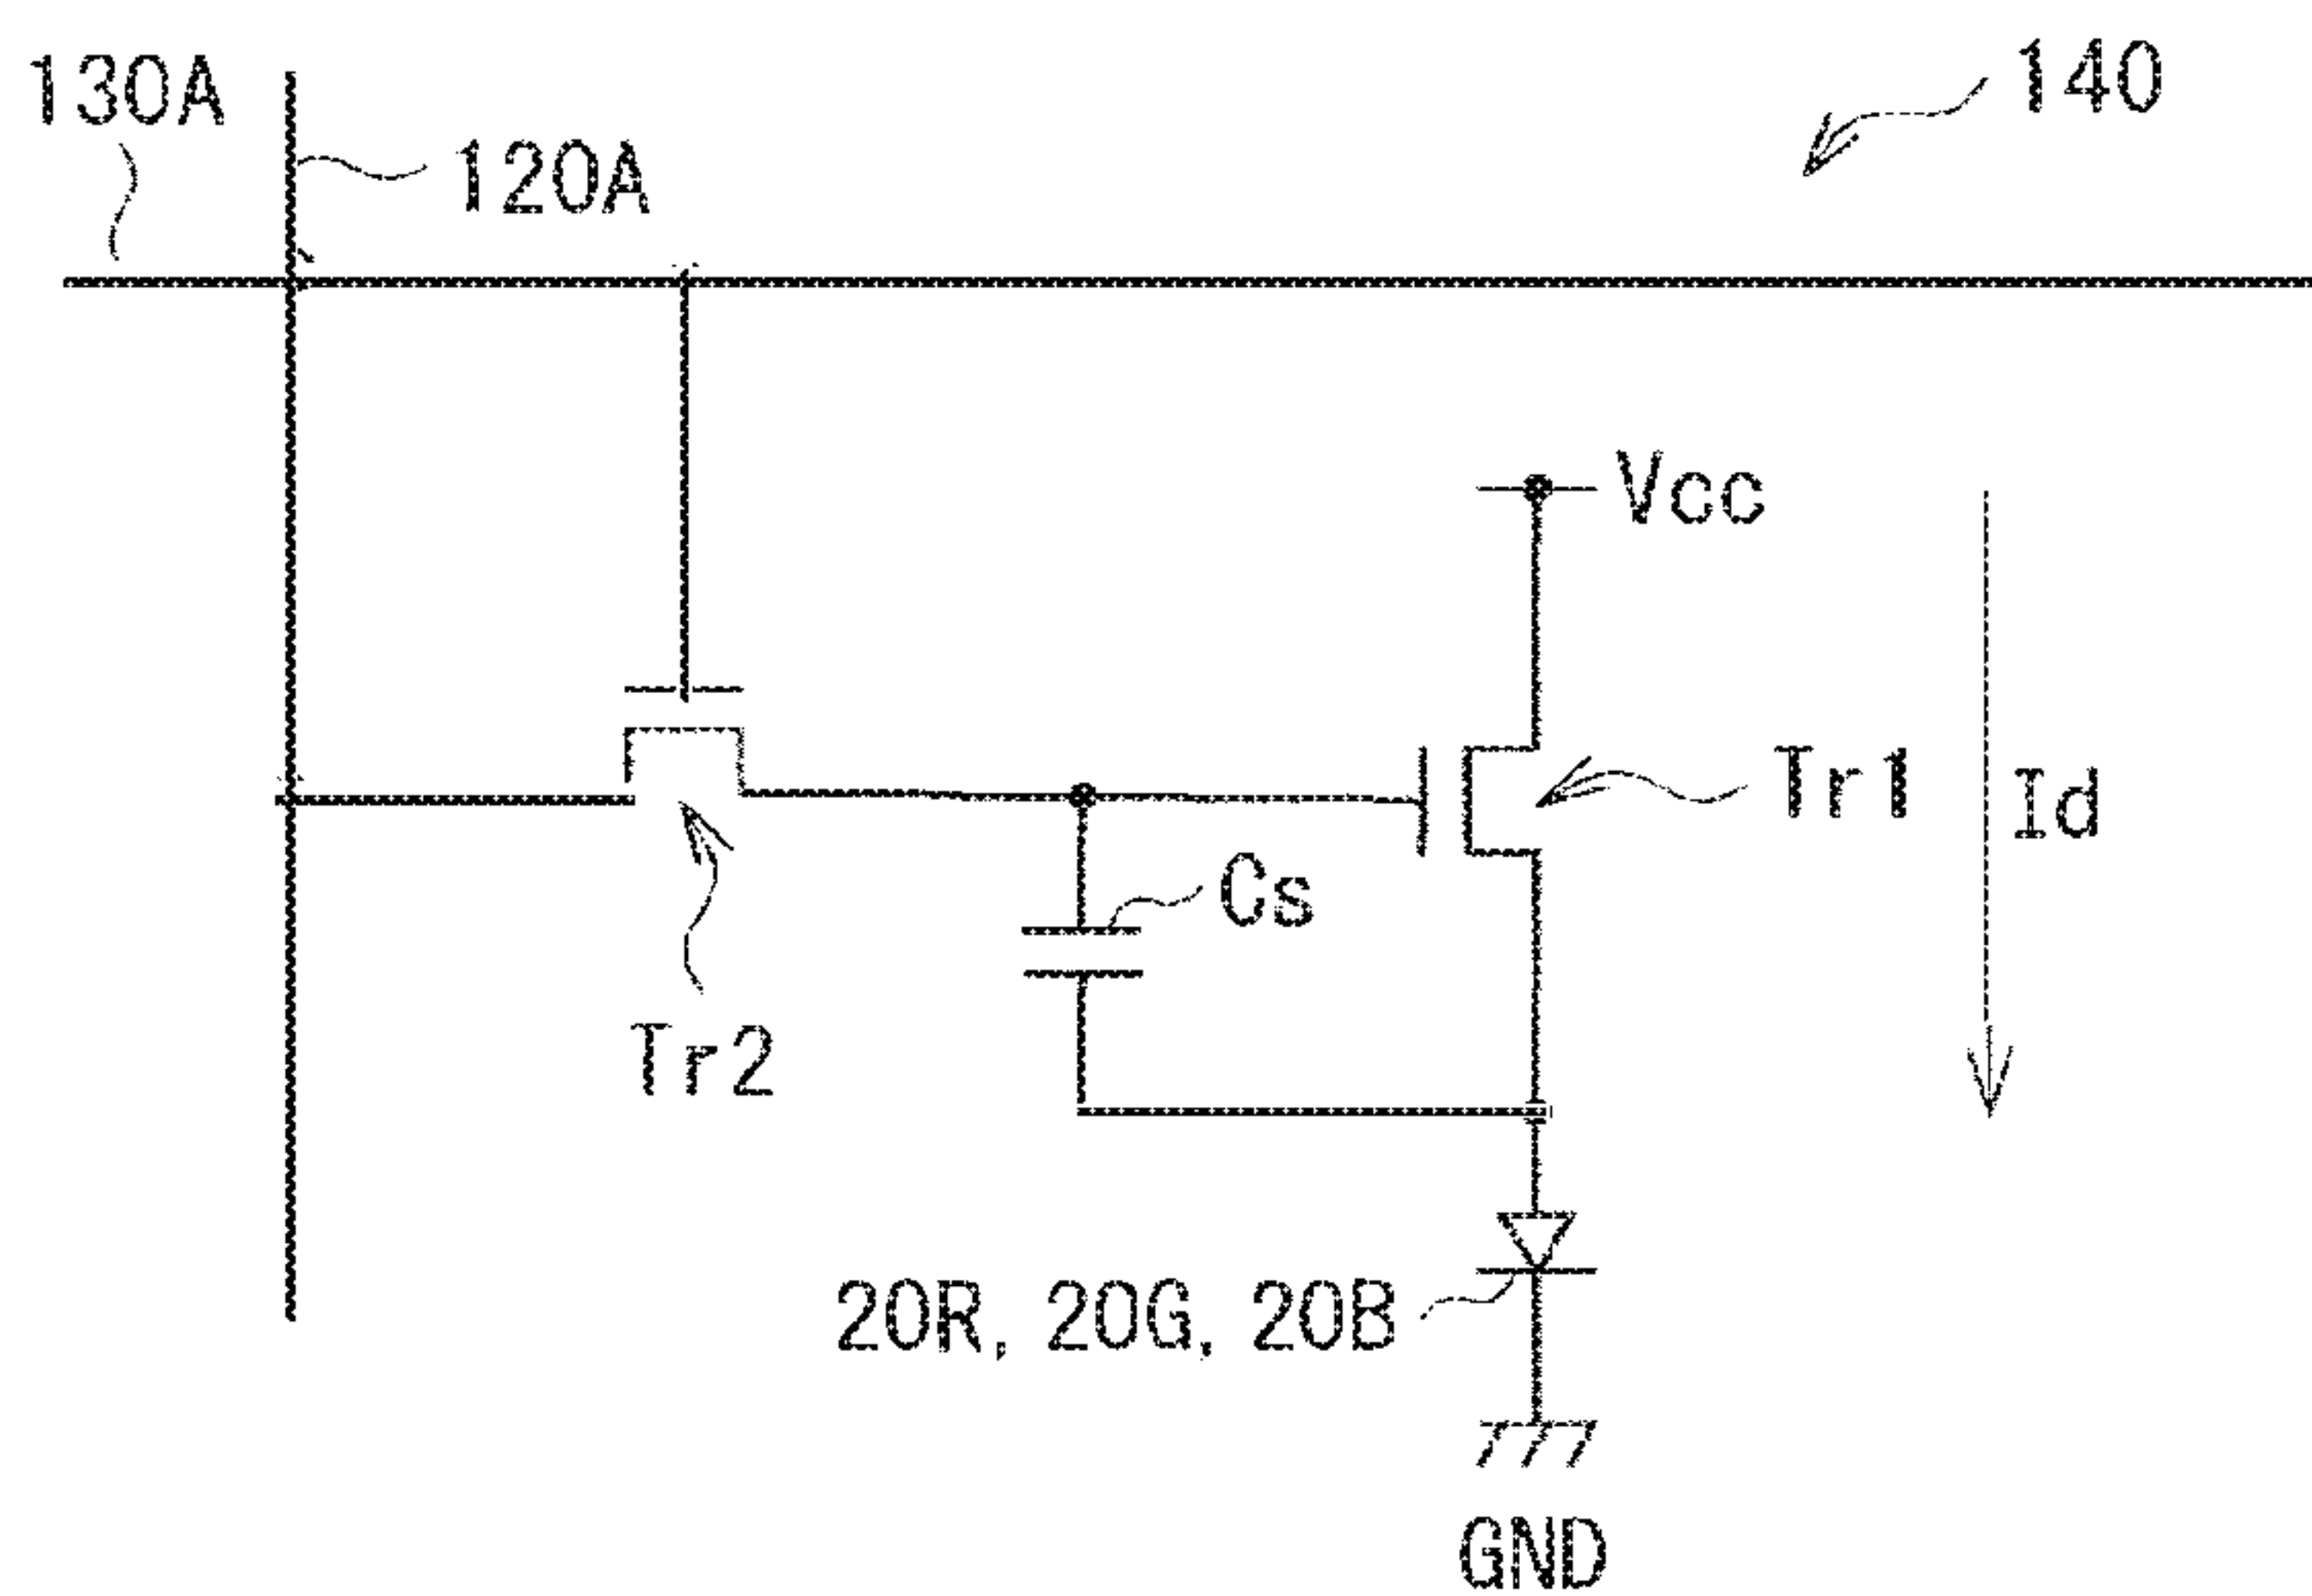 130A
140
120A
Vcc
Tr1
Id
Cs
Tr2
20R, 20G, 20B
GND